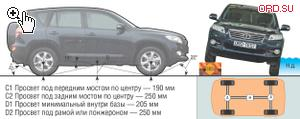 ORD.SU
C1 Просвет под передним мостом по центру — 190 мм
C2 Просвет под задним мостом по центру — 250 мм
D1 Просвет минимальный внутри базы — 205 мм
D2 Просвет под рамой или лонжероном — 250 мм